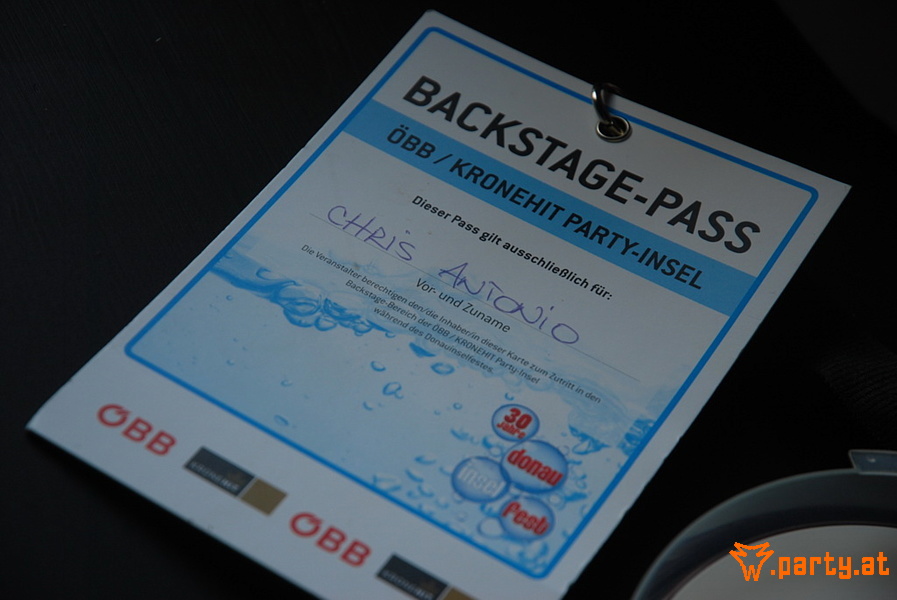 BACKSTAGE-PASS
ÖBB / KRONEHIT PARTY-INSEL
Dieser Pass gilt ausschließlich für:
CHRIS ANTONIO
Vor- und Zuname
Die Veranstalter berechtigen den/die Inhaber/in dieser Karte zum Zutritt in den
Backstage-Bereich der ÖBB / KRONEHIT Party-Insel
während des Donauinselfestes.
30
Jahre
donau
insel
fest
ÖBB
KRONEHIT
ÖBB
KRONEHIT
W.party.at